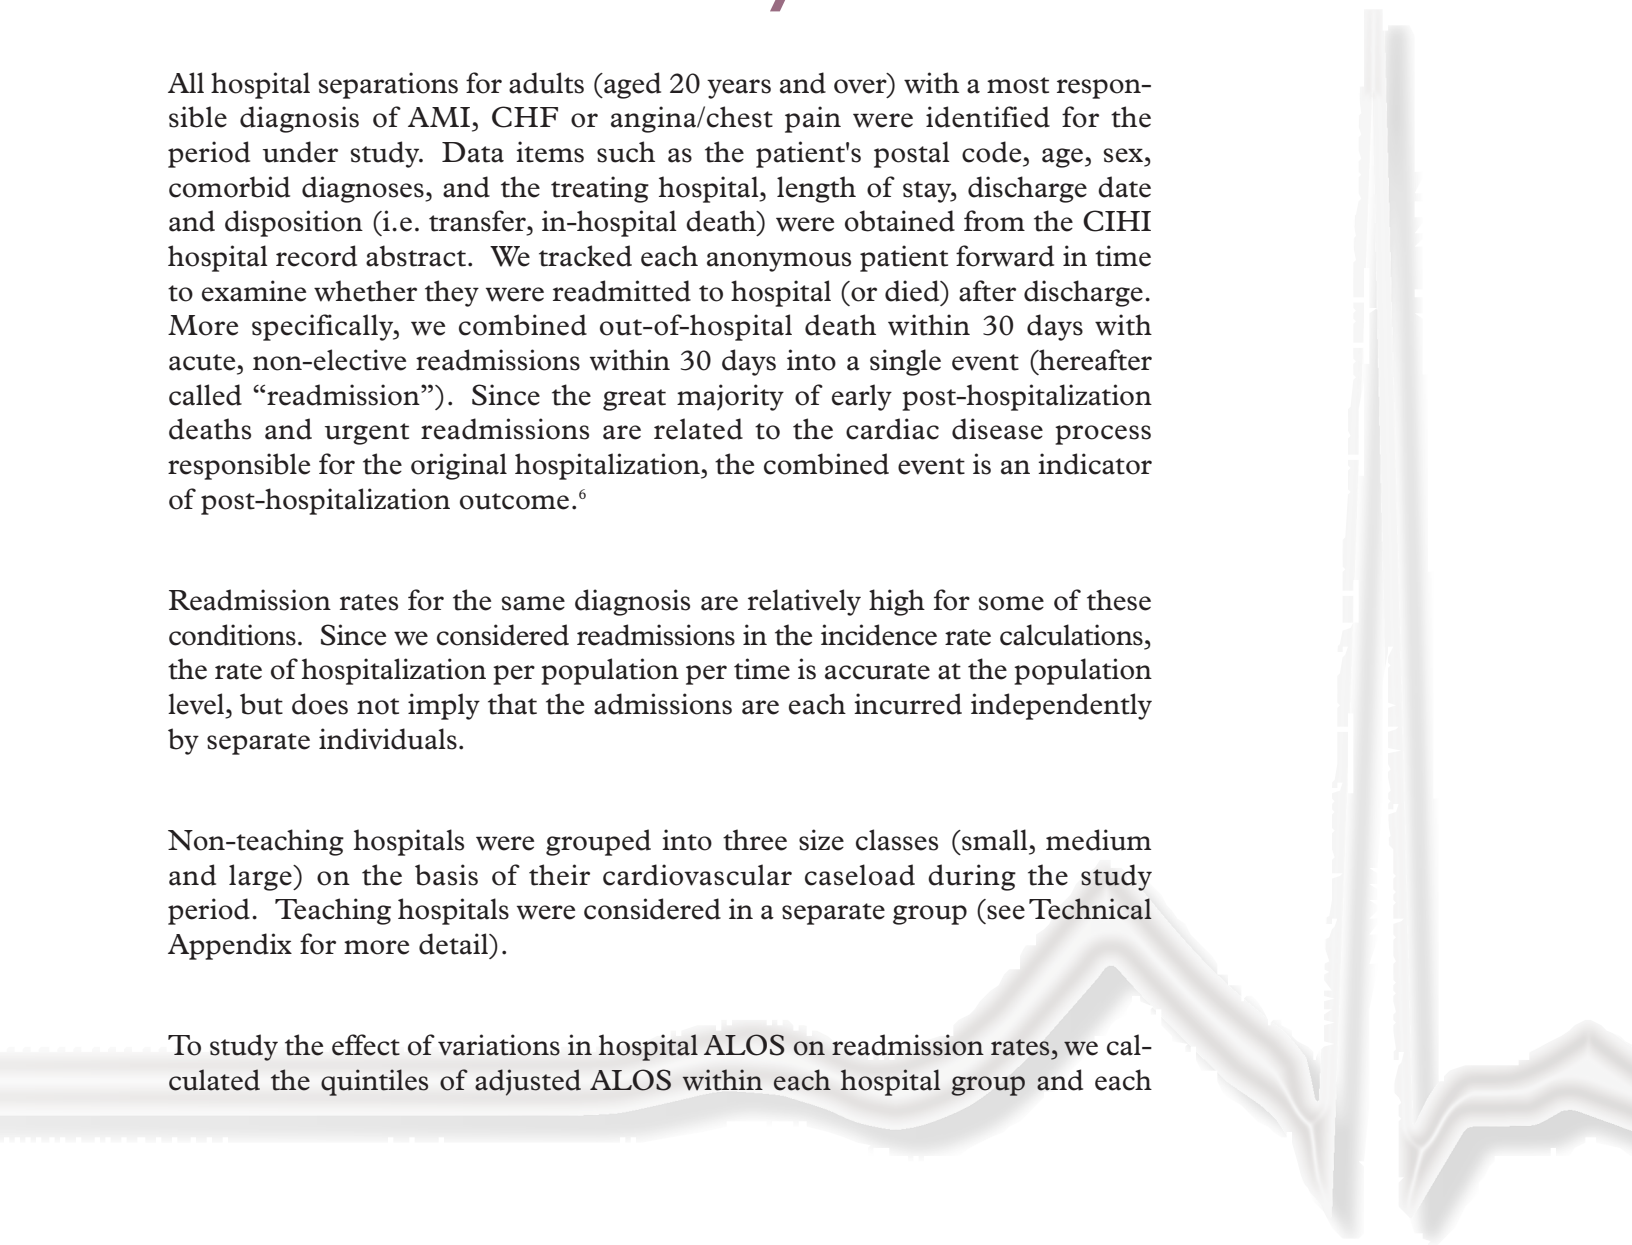 All hospital separations for adults (aged 20 years and over) with a most respon-
sible diagnosis of AMI, CHF or angina/chest pain were identified for the
period under study. Data items such as the patient's postal code, age, sex,
comorbid diagnoses, and the treating hospital, length of stay, discharge date
and disposition (i.e. transfer, in-hospital death) were obtained from the CIHI
hospital record abstract. We tracked each anonymous patient forward in time
to examine whether they were readmitted to hospital (or died) after discharge.
More specifically, we combined out-of-hospital death within 30 days with
acute, non-elective readmissions within 30 days into a single event (hereafter
called “readmission”). Since the great majority of early post-hospitalization
deaths and urgent readmissions are related to the cardiac disease process
responsible for the original hospitalization, the combined event is an indicator
of post-hospitalization outcome.⁶
Readmission rates for the same diagnosis are relatively high for some of these
conditions. Since we considered readmissions in the incidence rate calculations,
the rate of hospitalization per population per time is accurate at the population
level, but does not imply that the admissions are each incurred independently
by separate individuals.
Non-teaching hospitals were grouped into three size classes (small, medium
and large) on the basis of their cardiovascular caseload during the study
period. Teaching hospitals were considered in a separate group (see Technical
Appendix for more detail).
To study the effect of variations in hospital ALOS on readmission rates, we cal-
culated the quintiles of adjusted ALOS within each hospital group and each